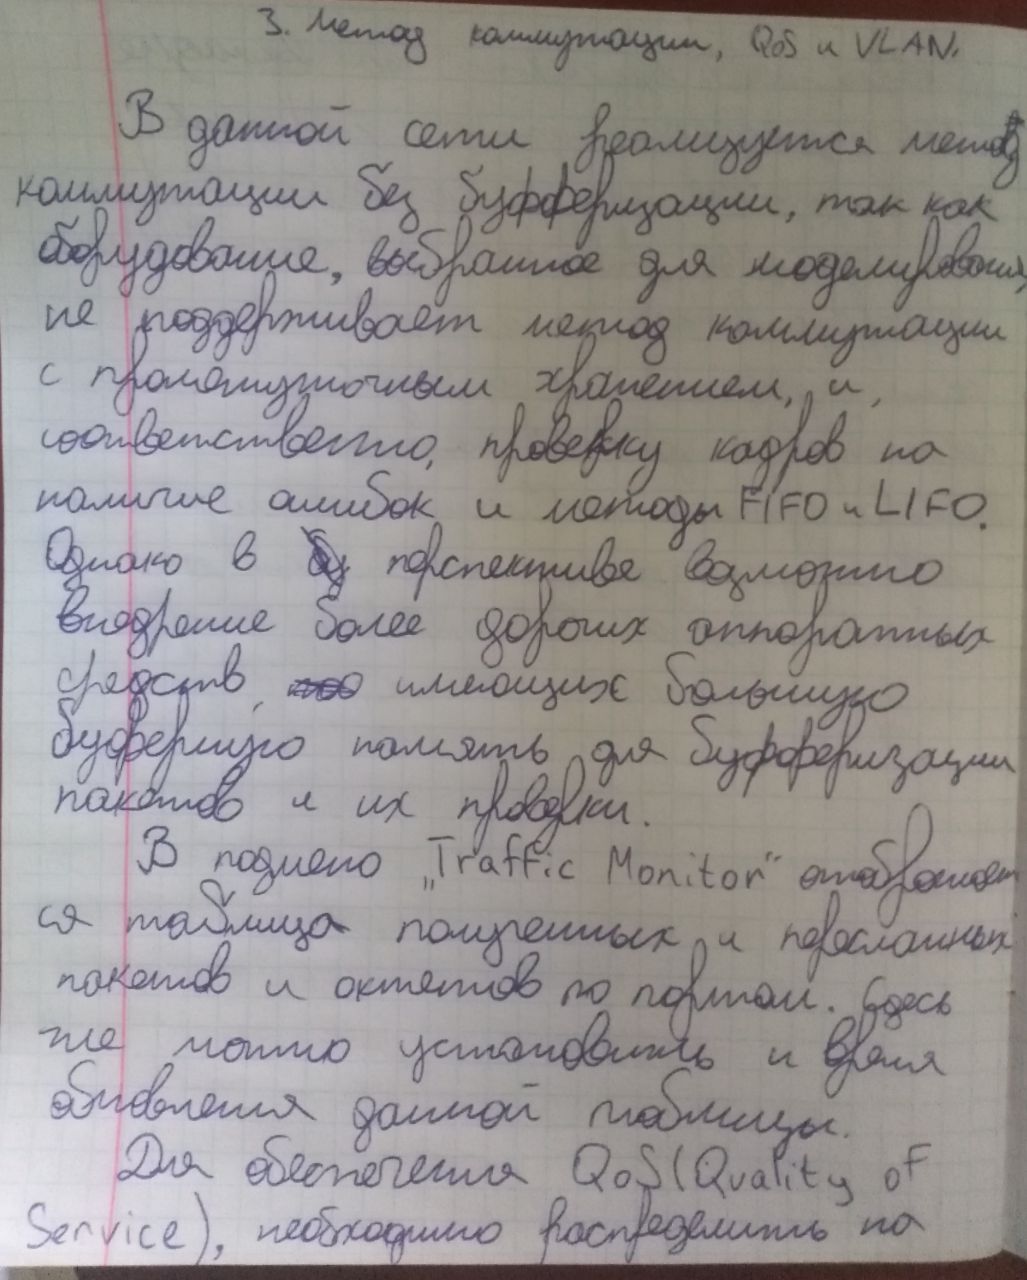 3. Метод коммутации, QoS и VLAN.
В данной сети реализуется метод
коммутации без буфферизации, так как
оборудование, выбранное для моделирования,
не поддерживает метод коммутации
с промежуточным хранением, и,
соответственно, проверку кадров на
наличие ошибок и методы FIFO и LIFO.
Однако в перспективе возможно
внедрение более дорогих аппаратных
средств, имеющих большую
буферную память для буфферизации
пакетов и их проверки.
В подменю „Traffic Monitor" отображает
ся таблица полученных и пересланных
пакетов и октетов по портам. Здесь
же можно установить и время
обновления данной таблицы.
Для обеспечения QoS (Quality of
Service), необходимо распределить на